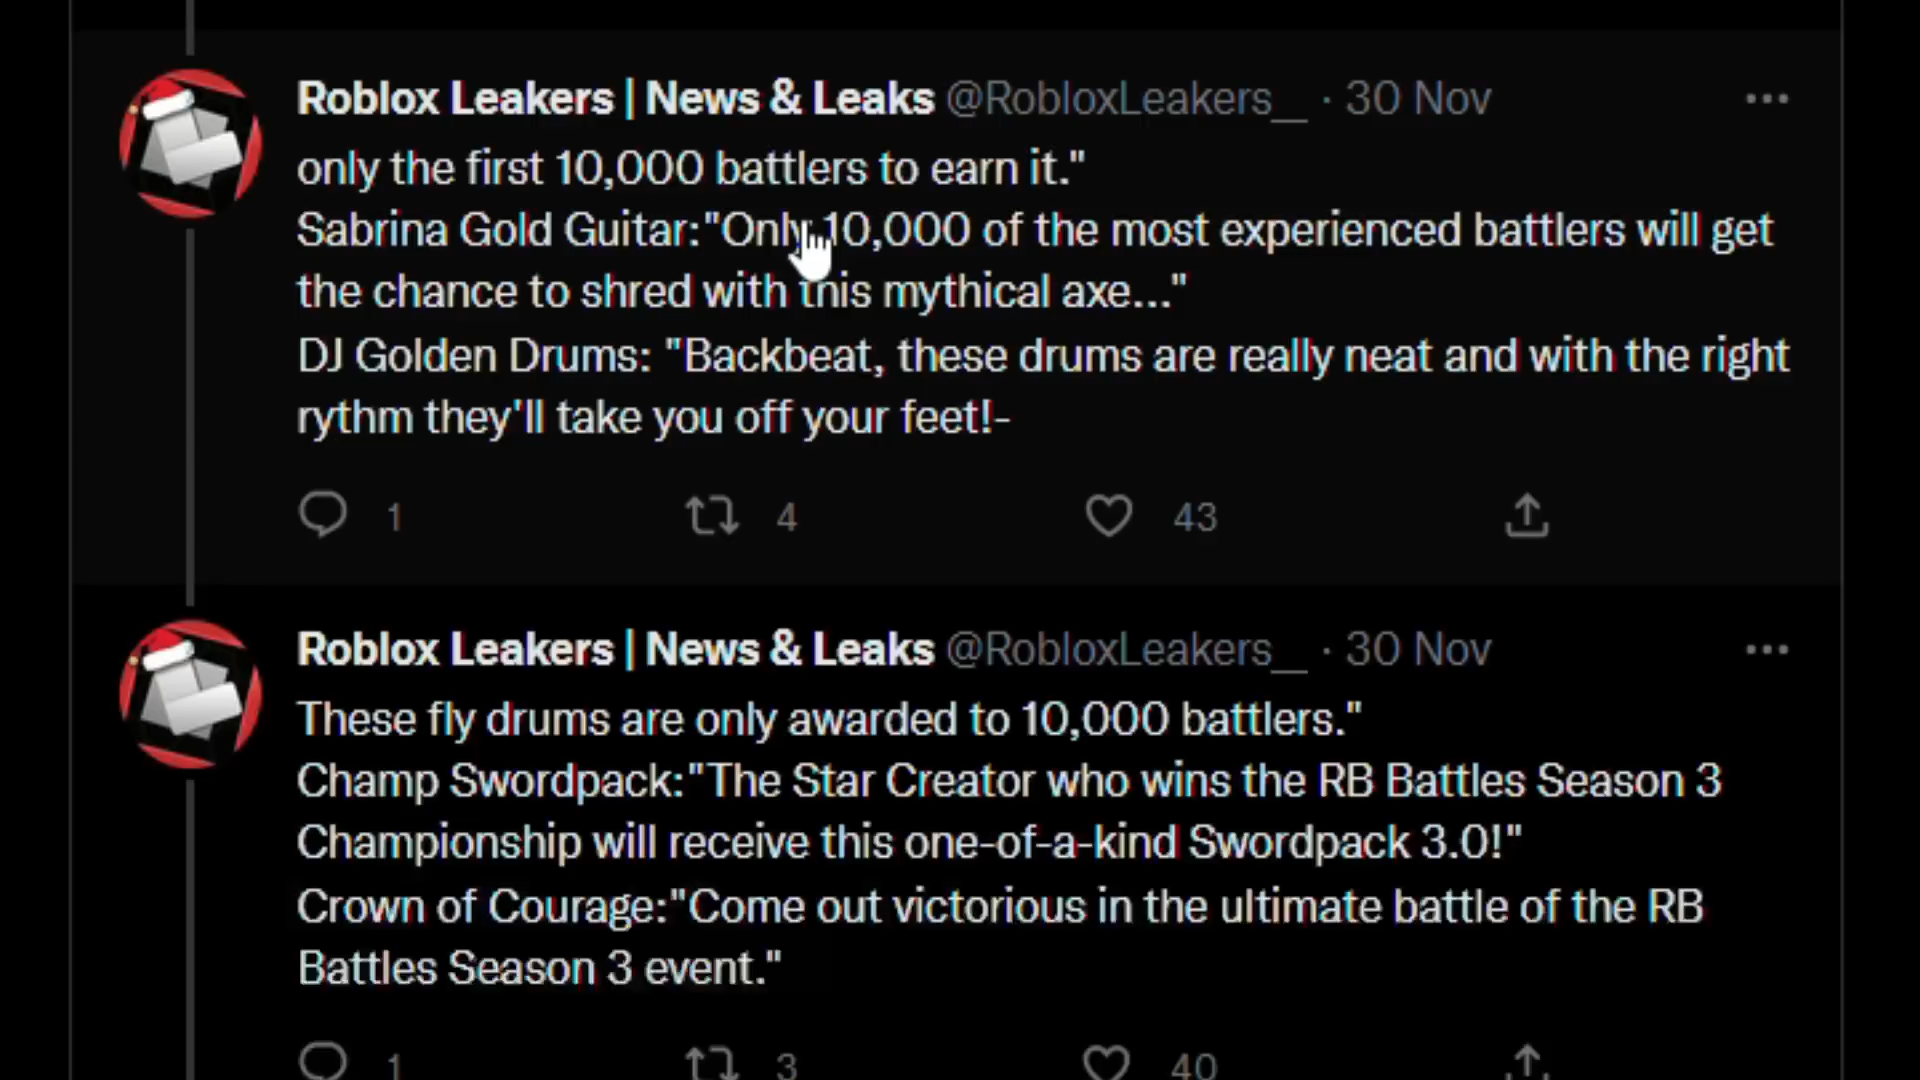 Roblox Leakers | News & Leaks @RobloxLeakers__ · 30 Nov
only the first 10,000 battlers to earn it."
Sabrina Gold Guitar:"Only 10,000 of the most experienced battlers will get
the chance to shred with this mythical axe..."
DJ Golden Drums: "Backbeat, these drums are really neat and with the right
rythm they'll take you off your feet!-
1 4 43
Roblox Leakers | News & Leaks @RobloxLeakers__ · 30 Nov
These fly drums are only awarded to 10,000 battlers."
Champ Swordpack:"The Star Creator who wins the RB Battles Season 3
Championship will receive this one-of-a-kind Swordpack 3.0!"
Crown of Courage:"Come out victorious in the ultimate battle of the RB
Battles Season 3 event."
1 3 40